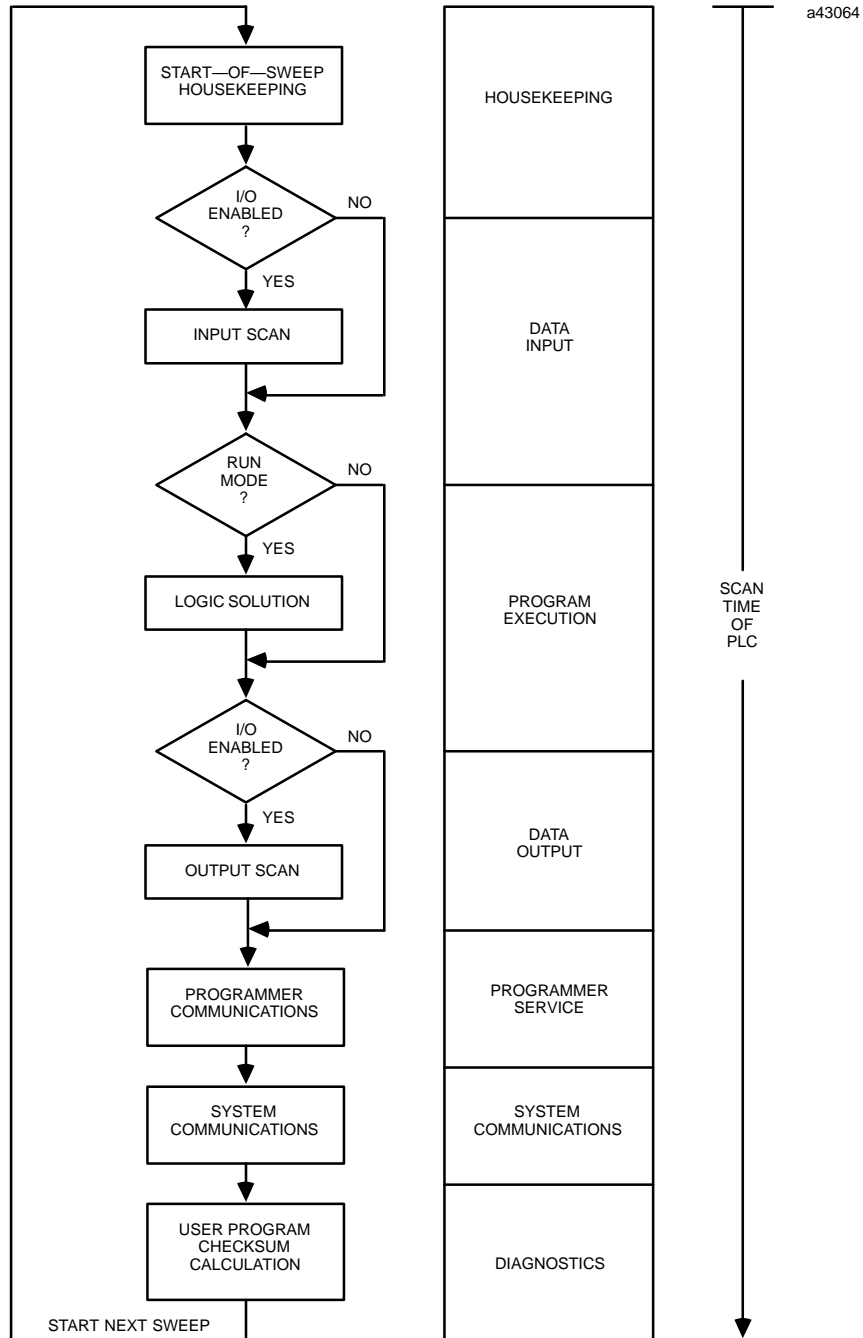 a43064
START—OF—SWEEP
HOUSEKEEPING
HOUSEKEEPING
I/O
ENABLED
?
NO
YES
INPUT SCAN
DATA
INPUT
RUN
MODE
?
NO
YES
LOGIC SOLUTION
PROGRAM
EXECUTION
SCAN
TIME
OF
PLC
I/O
ENABLED
?
NO
YES
OUTPUT SCAN
DATA
OUTPUT
PROGRAMMER
COMMUNICATIONS
PROGRAMMER
SERVICE
SYSTEM
COMMUNICATIONS
SYSTEM
COMMUNICATIONS
USER PROGRAM
CHECKSUM
CALCULATION
DIAGNOSTICS
START NEXT SWEEP